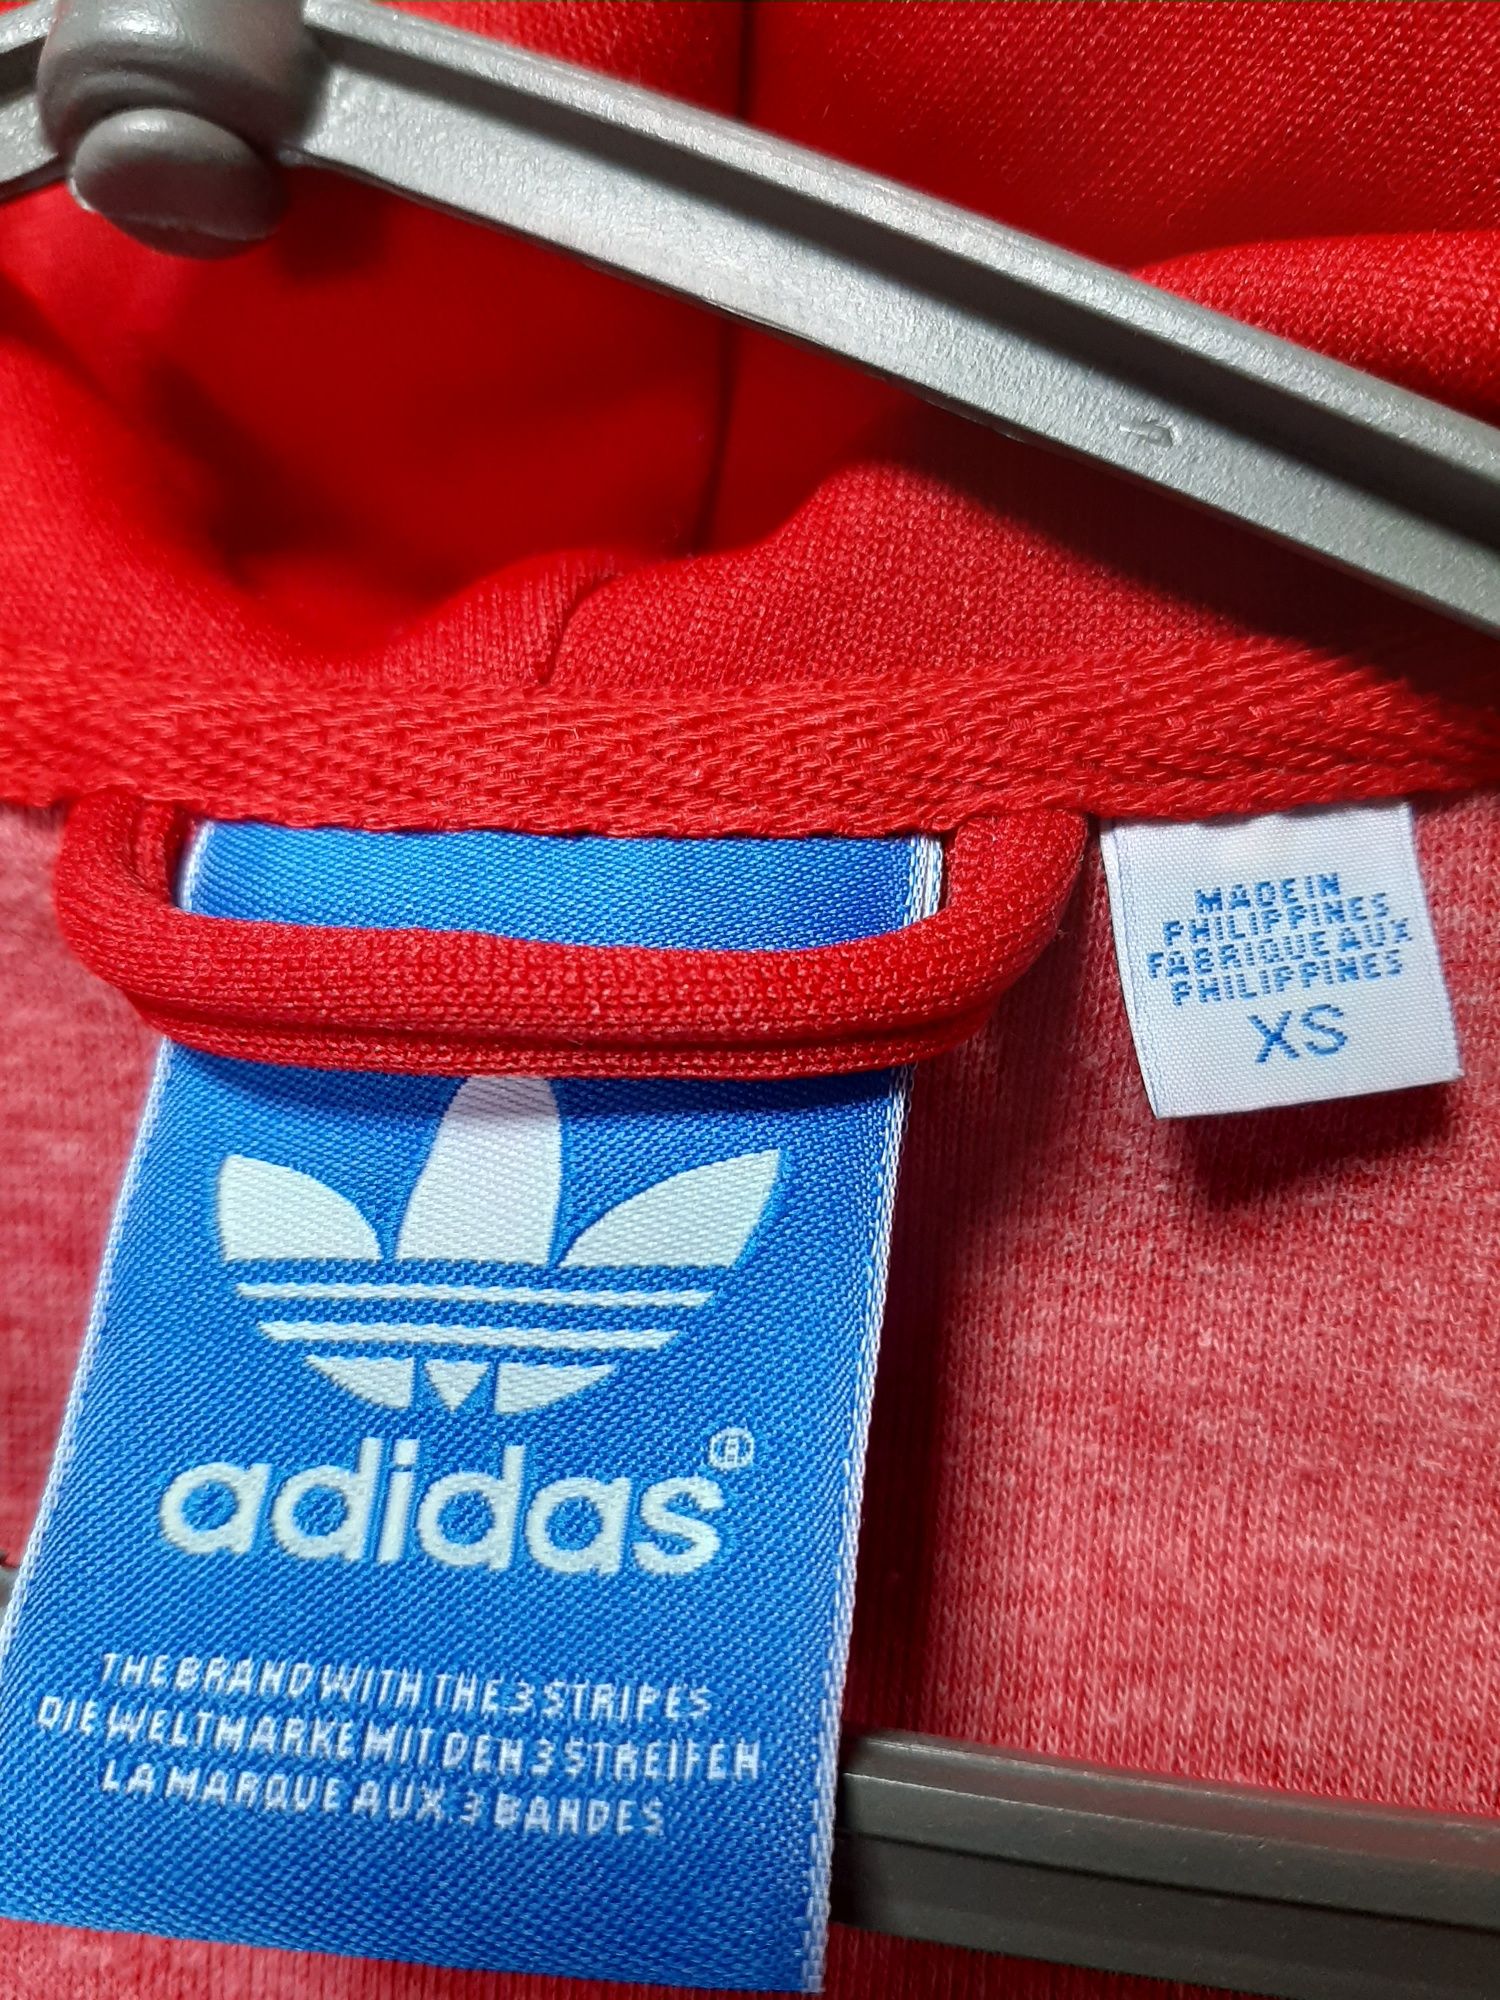 MADE IN
PHILIPPINES
FABRIQUE AUX
PHILIPPINES
XS
adidas®
THE BRAND WITH THE 3 STRIPES
DIE WELTMARKE MIT DEN 3 STREIFEN
LA MARQUE AUX 3 BANDES